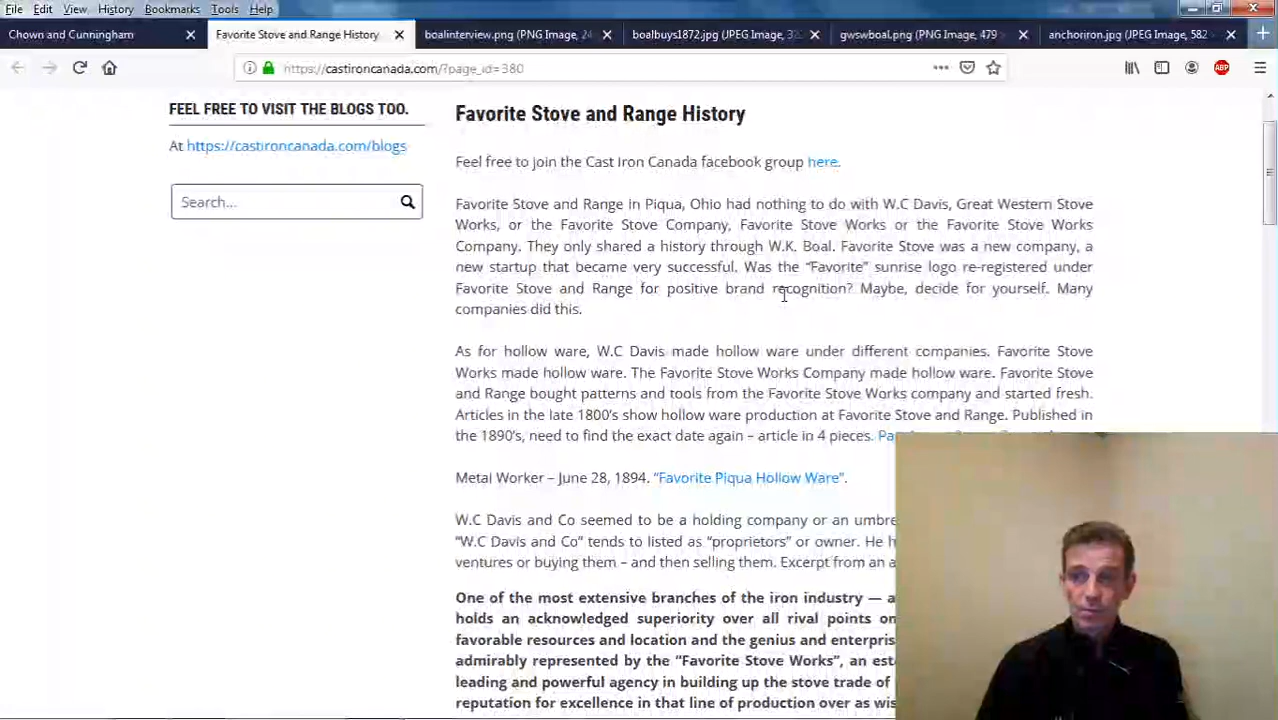 File Edit View History Bookmarks Tools Help
Chown and Cunningham
Favorite Stove and Range History
boalinterview.png (PNG Image, 24
boalbuys1872.jpg (JPEG Image, 3
gwswboal.png (PNG Image, 479
anchoriron.jpg (JPEG Image, 582
https://castironcanada.com/?page_id=380
ABP
FEEL FREE TO VISIT THE BLOGS TOO.
At https://castironcanada.com/blogs
Search...
Favorite Stove and Range History
Feel free to join the Cast Iron Canada facebook group here.
Favorite Stove and Range in Piqua, Ohio had nothing to do with W.C Davis, Great Western Stove
Works, or the Favorite Stove Company, Favorite Stove Works or the Favorite Stove Works
Company. They only shared a history through W.K. Boal. Favorite Stove was a new company, a
new startup that became very successful. Was the “Favorite” sunrise logo re-registered under
Favorite Stove and Range for positive brand recognition? Maybe, decide for yourself. Many
companies did this.
As for hollow ware, W.C Davis made hollow ware under different companies. Favorite Stove
Works made hollow ware. The Favorite Stove Works Company made hollow ware. Favorite Stove
and Range bought patterns and tools from the Favorite Stove Works company and started fresh.
Articles in the late 1800’s show hollow ware production at Favorite Stove and Range. Published in
the 1890’s, need to find the exact date again – article in 4 pieces.
Metal Worker – June 28, 1894. “Favorite Piqua Hollow Ware”.
W.C Davis and Co seemed to be a holding company or an umbre
“W.C Davis and Co” tends to listed as “proprietors” or owner. He h
ventures or buying them – and then selling them. Excerpt from an a
One of the most extensive branches of the iron industry — a
holds an acknowledged superiority over all rival points on
favorable resources and location and the genius and enterpris
admirably represented by the “Favorite Stove Works”, an est
leading and powerful agency in building up the stove trade of
reputation for excellence in that line of production over as wis